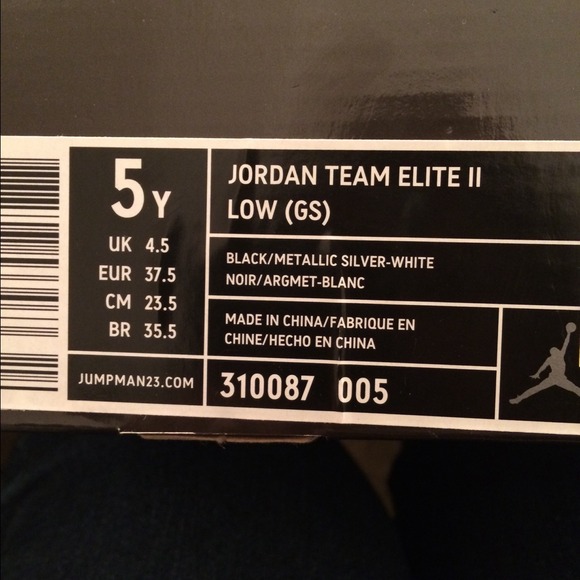 5 Y
UK 4.5
EUR 37.5
CM 23.5
BR 35.5
JUMPMAN23.COM
JORDAN TEAM ELITE II
LOW (GS)
BLACK/METALLIC SILVER-WHITE
NOIR/ARGMET-BLANC
MADE IN CHINA/FABRIQUE EN
CHINE/HECHO EN CHINA
310087 005